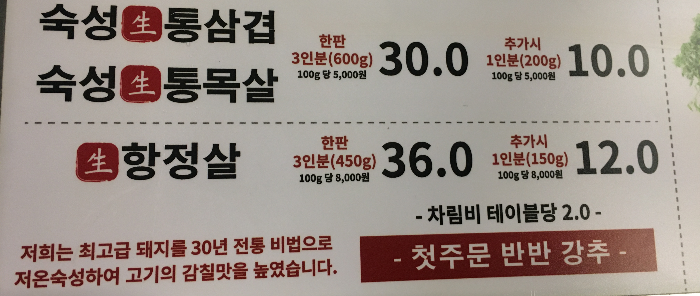 숙성生통삼겹
한판
3인분(600g)
100g 당 5,000원
30.0
추가시
1인분(200g)
100g 당 5,000원
10.0
숙성生통목살
生항정살
한판
3인분(450g)
100g 당 8,000원
36.0
추가시
1인분(150g)
100g 당 8,000원
12.0
- 차림비 테이블당 2.0 -
저희는 최고급 돼지를 30년 전통 비법으로
저온숙성하여 고기의 감칠맛을 높였습니다.
- 첫주문 반반 강추 -